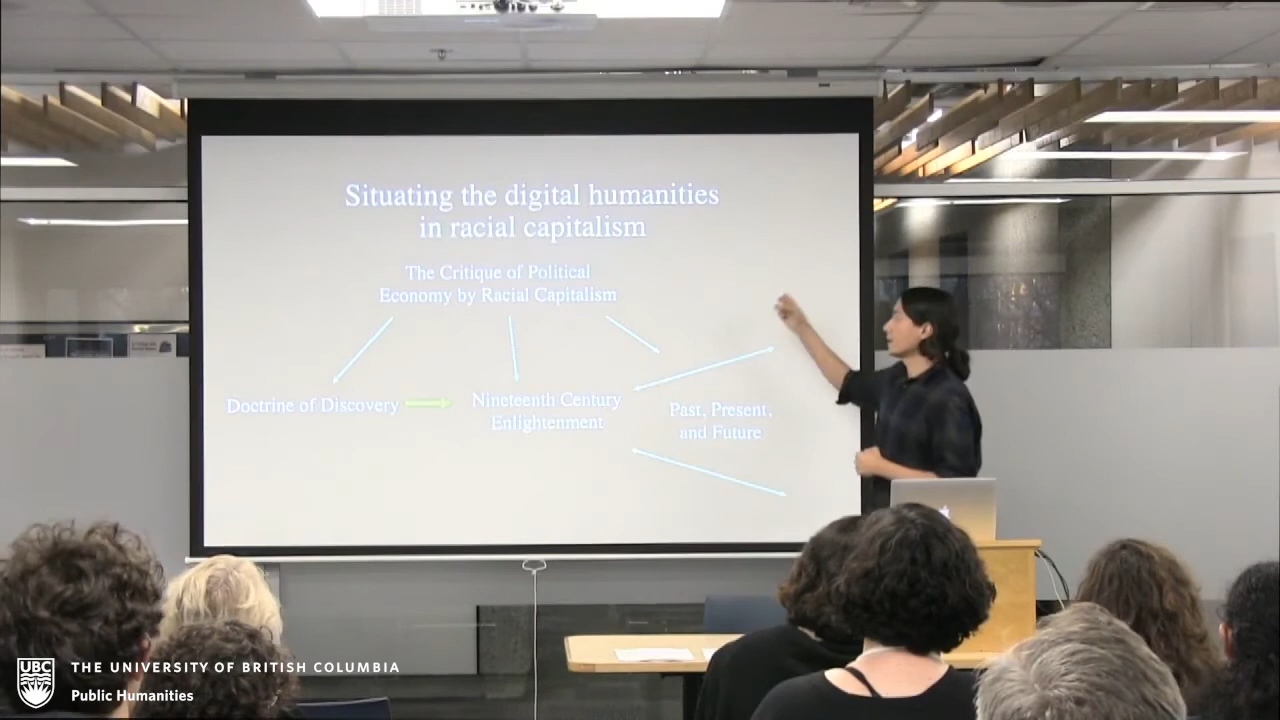 Situating the digital humanities
in racial capitalism
The Critique of Political
Economy by Racial Capitalism
Doctrine of Discovery
Nineteenth Century
Enlightenment
Past, Present,
and Future
UBC
THE UNIVERSITY OF BRITISH COLUMBIA
Public Humanities